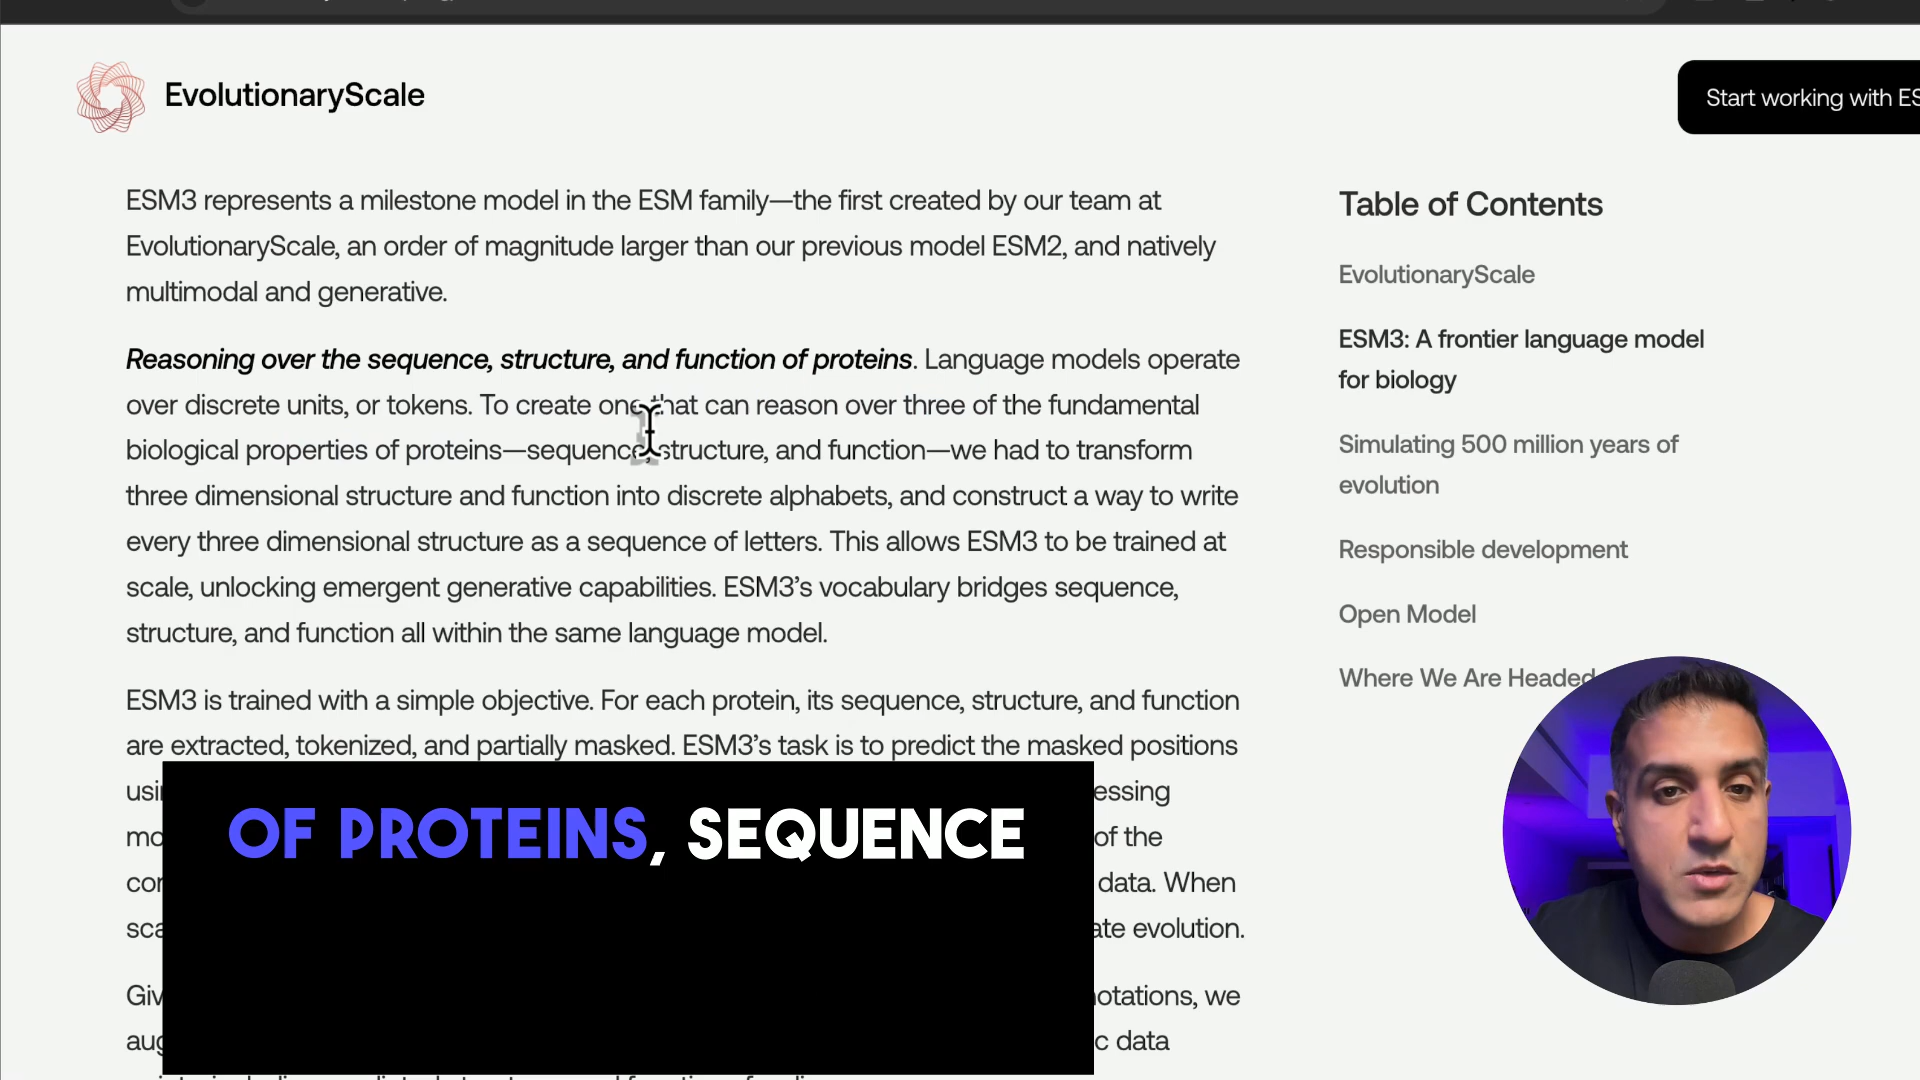 EvolutionaryScale
Start working with
ESM3 represents a milestone model in the ESM family—the first created by our team at
EvolutionaryScale, an order of magnitude larger than our previous model ESM2, and natively
multimodal and generative.
Reasoning over the sequence, structure, and function of proteins. Language models operate
over discrete units, or tokens. To create one that can reason over three of the fundamental
biological properties of proteins—sequence, structure, and function—we had to transform
three dimensional structure and function into discrete alphabets, and construct a way to write
every three dimensional structure as a sequence of letters. This allows ESM3 to be trained at
scale, unlocking emergent generative capabilities. ESM3’s vocabulary bridges sequence,
structure, and function all within the same language model.
ESM3 is trained with a simple objective. For each protein, its sequence, structure, and function
are extracted, tokenized, and partially masked. ESM3’s task is to predict the masked positions
of the
data. When
evolution.
we
data
OF PROTEINS, SEQUENCE
Table of Contents
EvolutionaryScale
ESM3: A frontier language model
for biology
Simulating 500 million years of
evolution
Responsible development
Open Model
Where We Are Headed